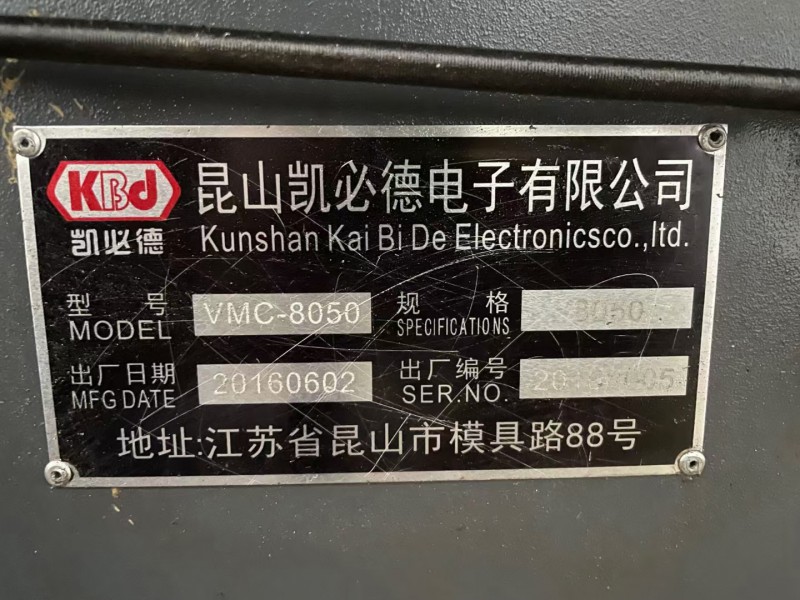 KBd
凯必德
昆山凯必德电子有限公司
Kunshan Kai Bi De Electronicsco.,ltd.
型 号 VMC-8050 规 格 8050
MODEL SPECIFICATIONS
出厂日期 20160602 出厂编号
MFG DATE SER.NO.
地址:江苏省昆山市模具路88号